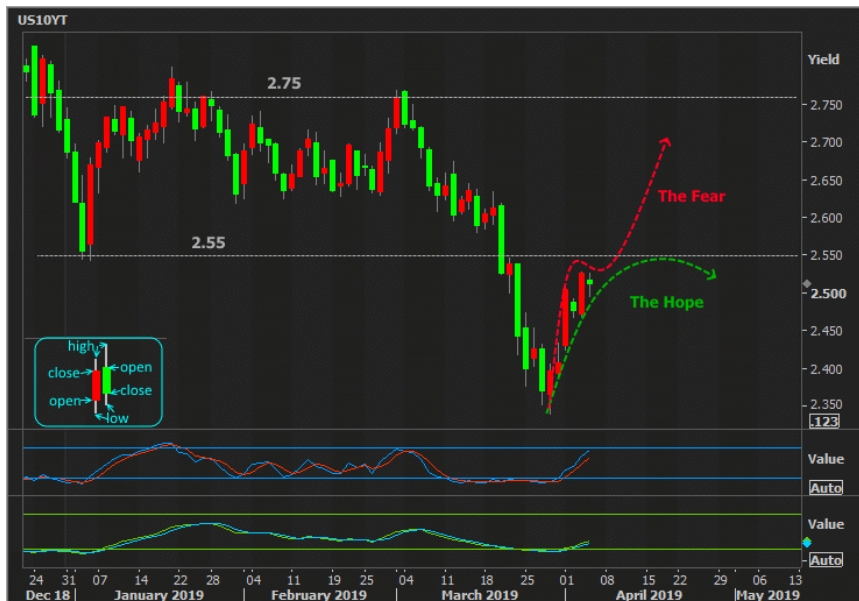 US10YT
Yield
2.75
2.750
2.700
2.650
The Fear
2.600
2.55
2.550
2.500
The Hope
2.450
high
open
close
2.400
close
open
low
2.350
.123
Value
Auto
Value
Auto
24 31 07 14 22 28 04 11 19 25 04 11 18 25 01 08 15 22 29 06 13
Dec 18 January 2019 February 2019 March 2019 April 2019 May 2019